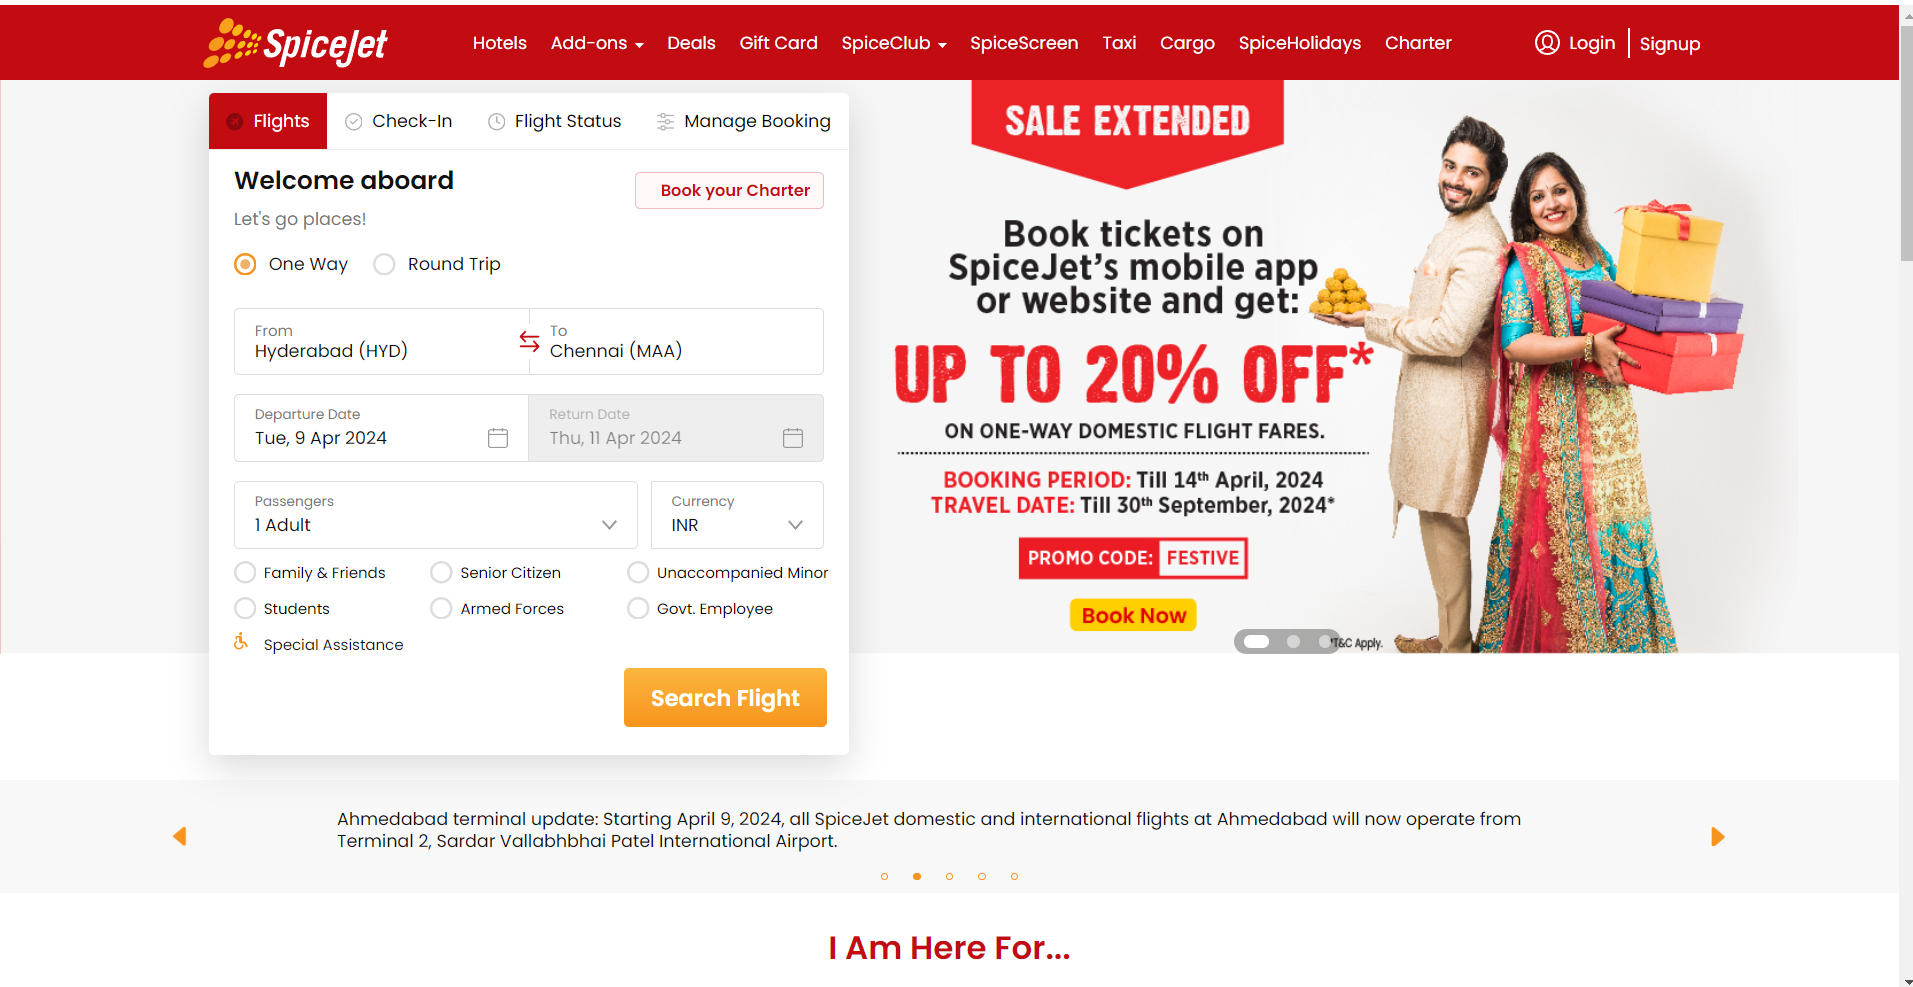 SpiceJet
Hotels Add-ons Deals Gift Card SpiceClub SpiceScreen Taxi Cargo SpiceHolidays Charter Login Signup
Flights Check-In Flight Status Manage Booking
Welcome aboard
Book your Charter
Let's go places!
One Way Round Trip
From
Hyderabad (HYD)
To
Chennai (MAA)
Departure Date
Tue, 9 Apr 2024
Return Date
Thu, 11 Apr 2024
Passengers
1 Adult
Currency
INR
Family & Friends Senior Citizen Unaccompanied Minor
Students Armed Forces Govt. Employee
Special Assistance
Search Flight
SALE EXTENDED
Book tickets on
SpiceJet's mobile app
or website and get:
UP TO 20% OFF*
ON ONE-WAY DOMESTIC FLIGHT FARES.
BOOKING PERIOD: Till 14th April, 2024
TRAVEL DATE: Till 30th September, 2024*
PROMO CODE: FESTIVE
Book Now
*T&C Apply.
Ahmedabad terminal update: Starting April 9, 2024, all SpiceJet domestic and international flights at Ahmedabad will now operate from
Terminal 2, Sardar Vallabhbhai Patel International Airport.
I Am Here For...